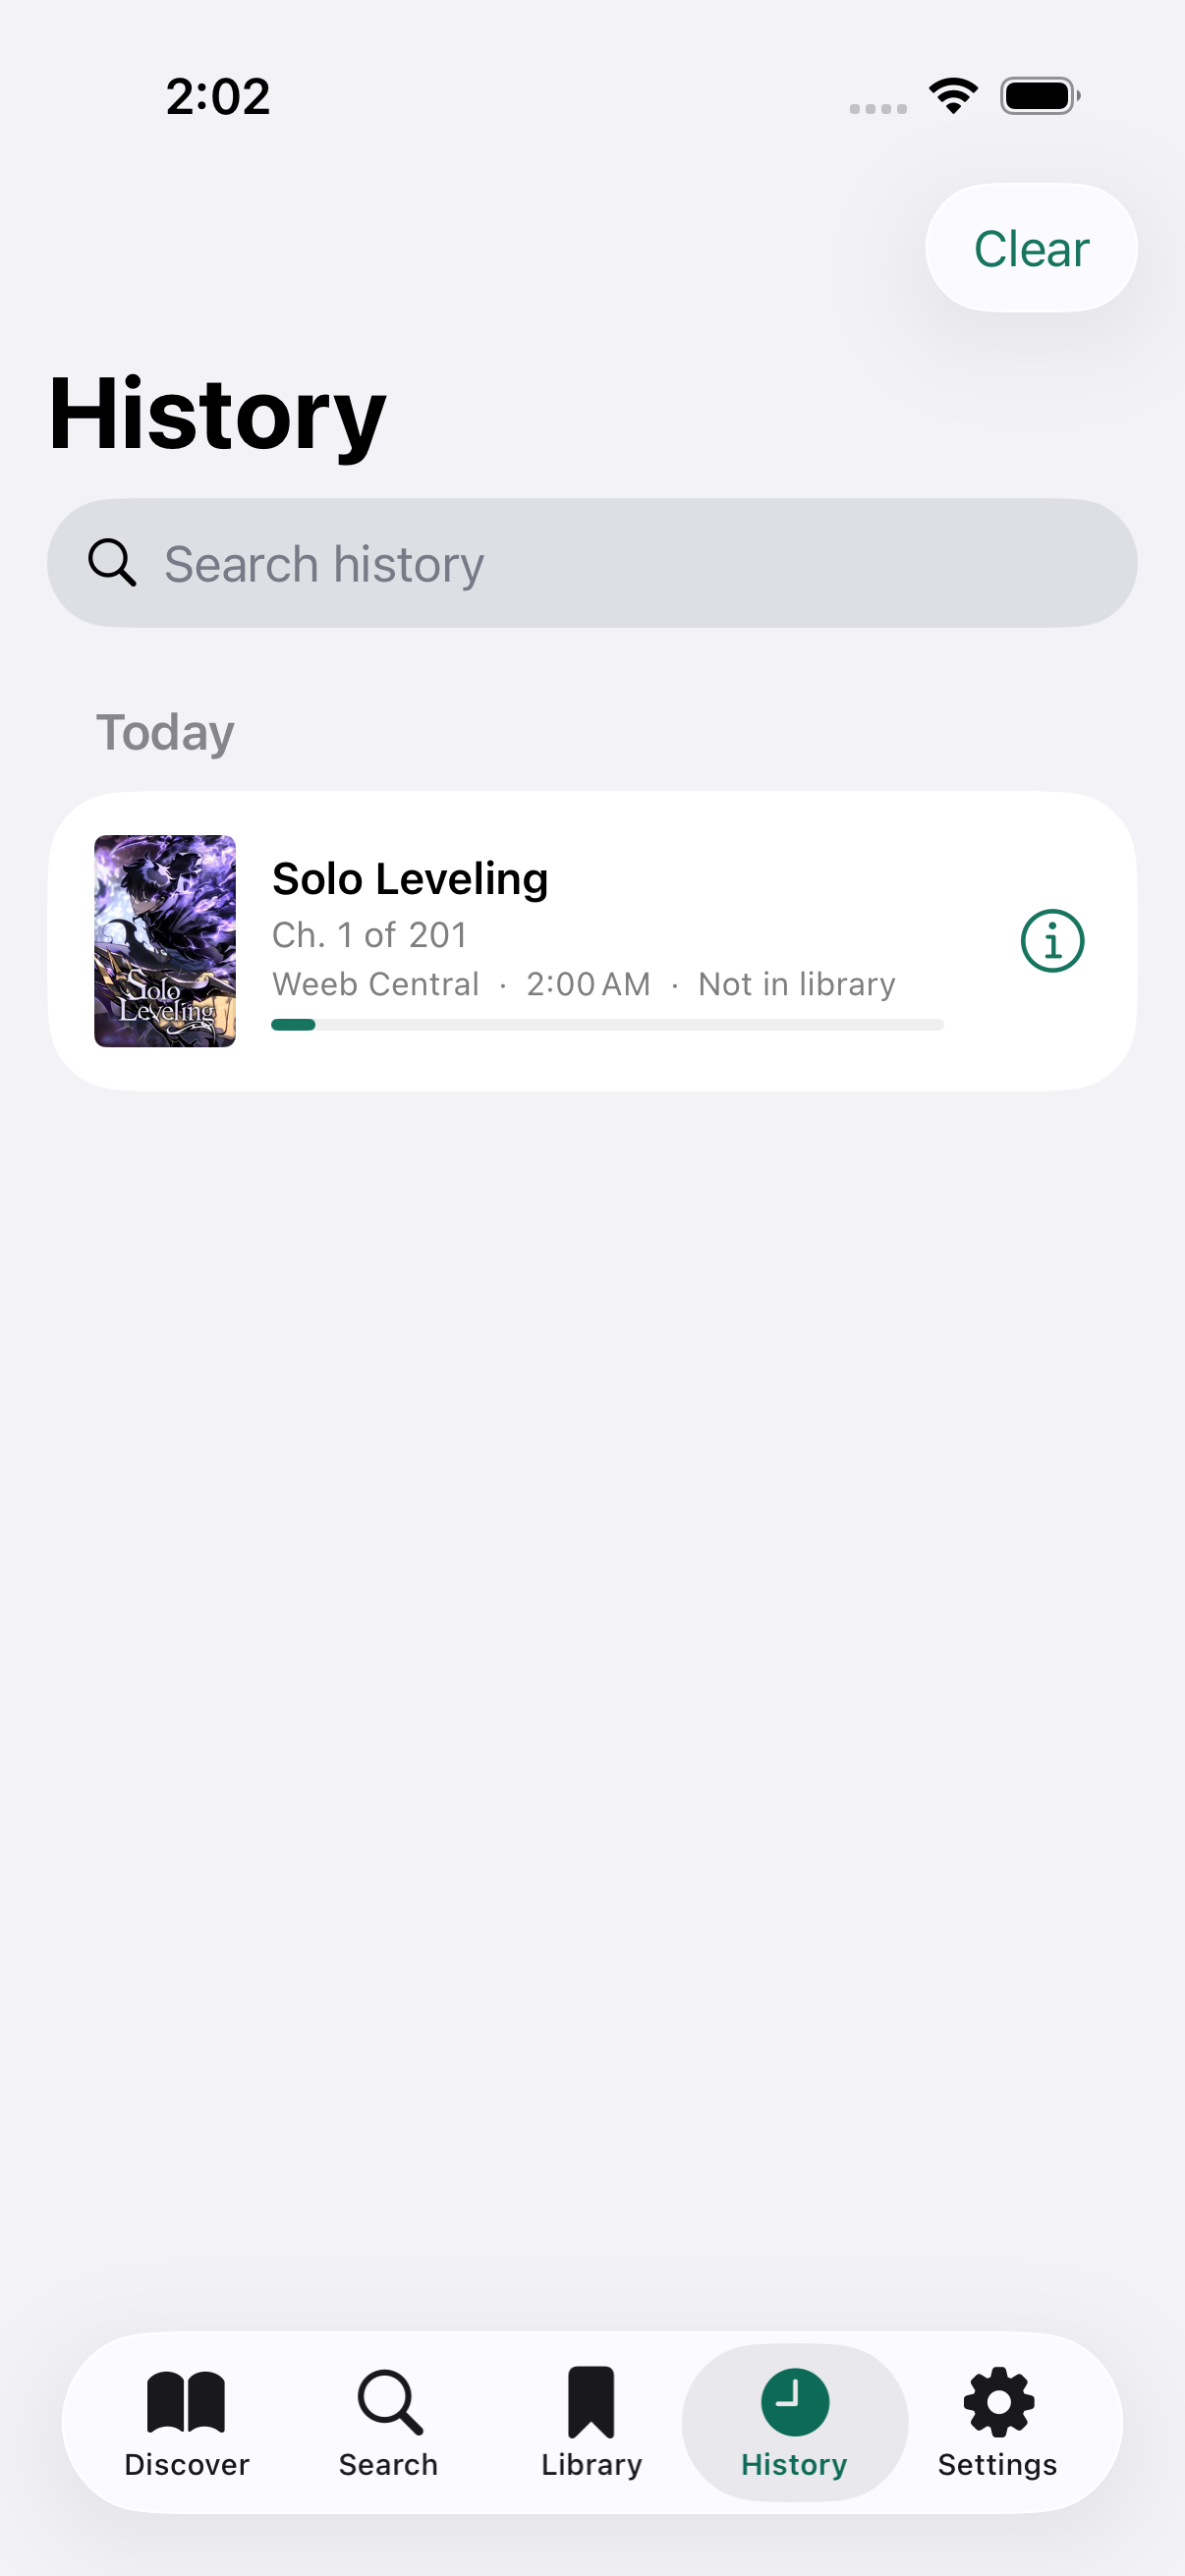 2:02
Clear
History
Search history
Today
Solo Leveling
Ch. 1 of 201
Weeb Central · 2:00 AM · Not in library
Solo
Leveling
Discover
Search
Library
History
Settings